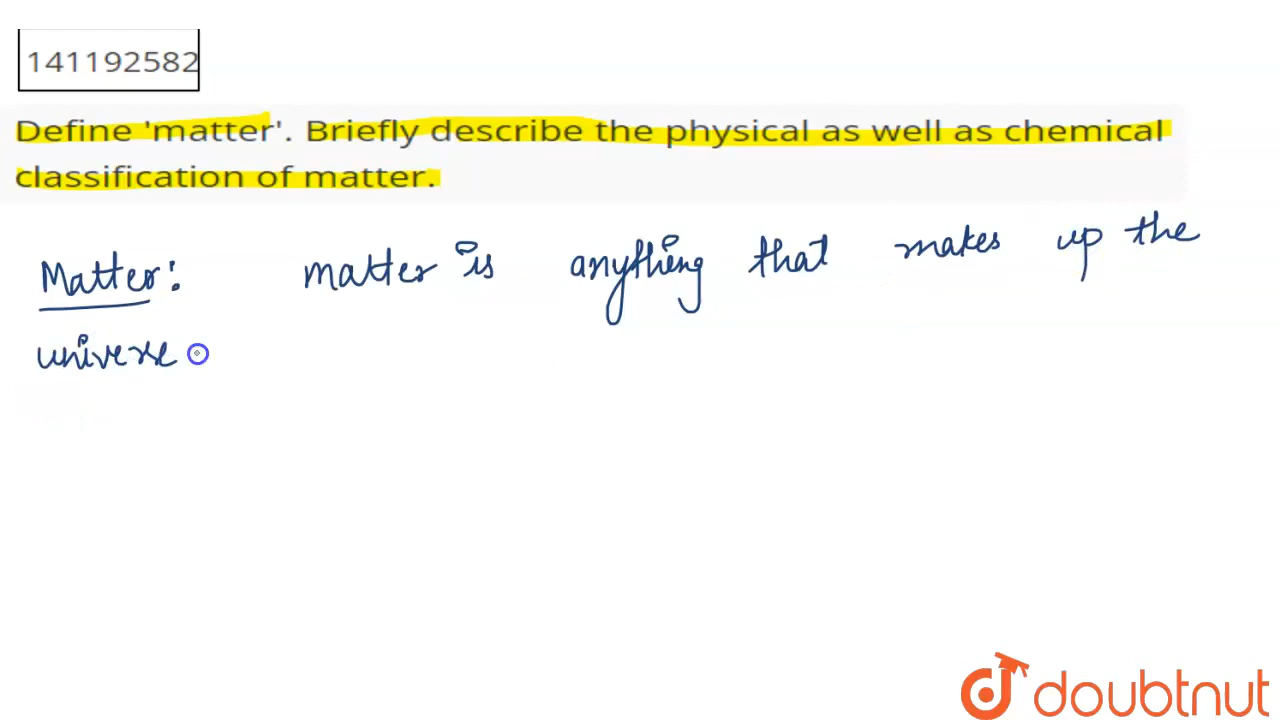 141192582
Define 'matter'. Briefly describe the physical as well as chemical
classification of matter.
Matter: matter is anything that makes up the
universe
doubtnut